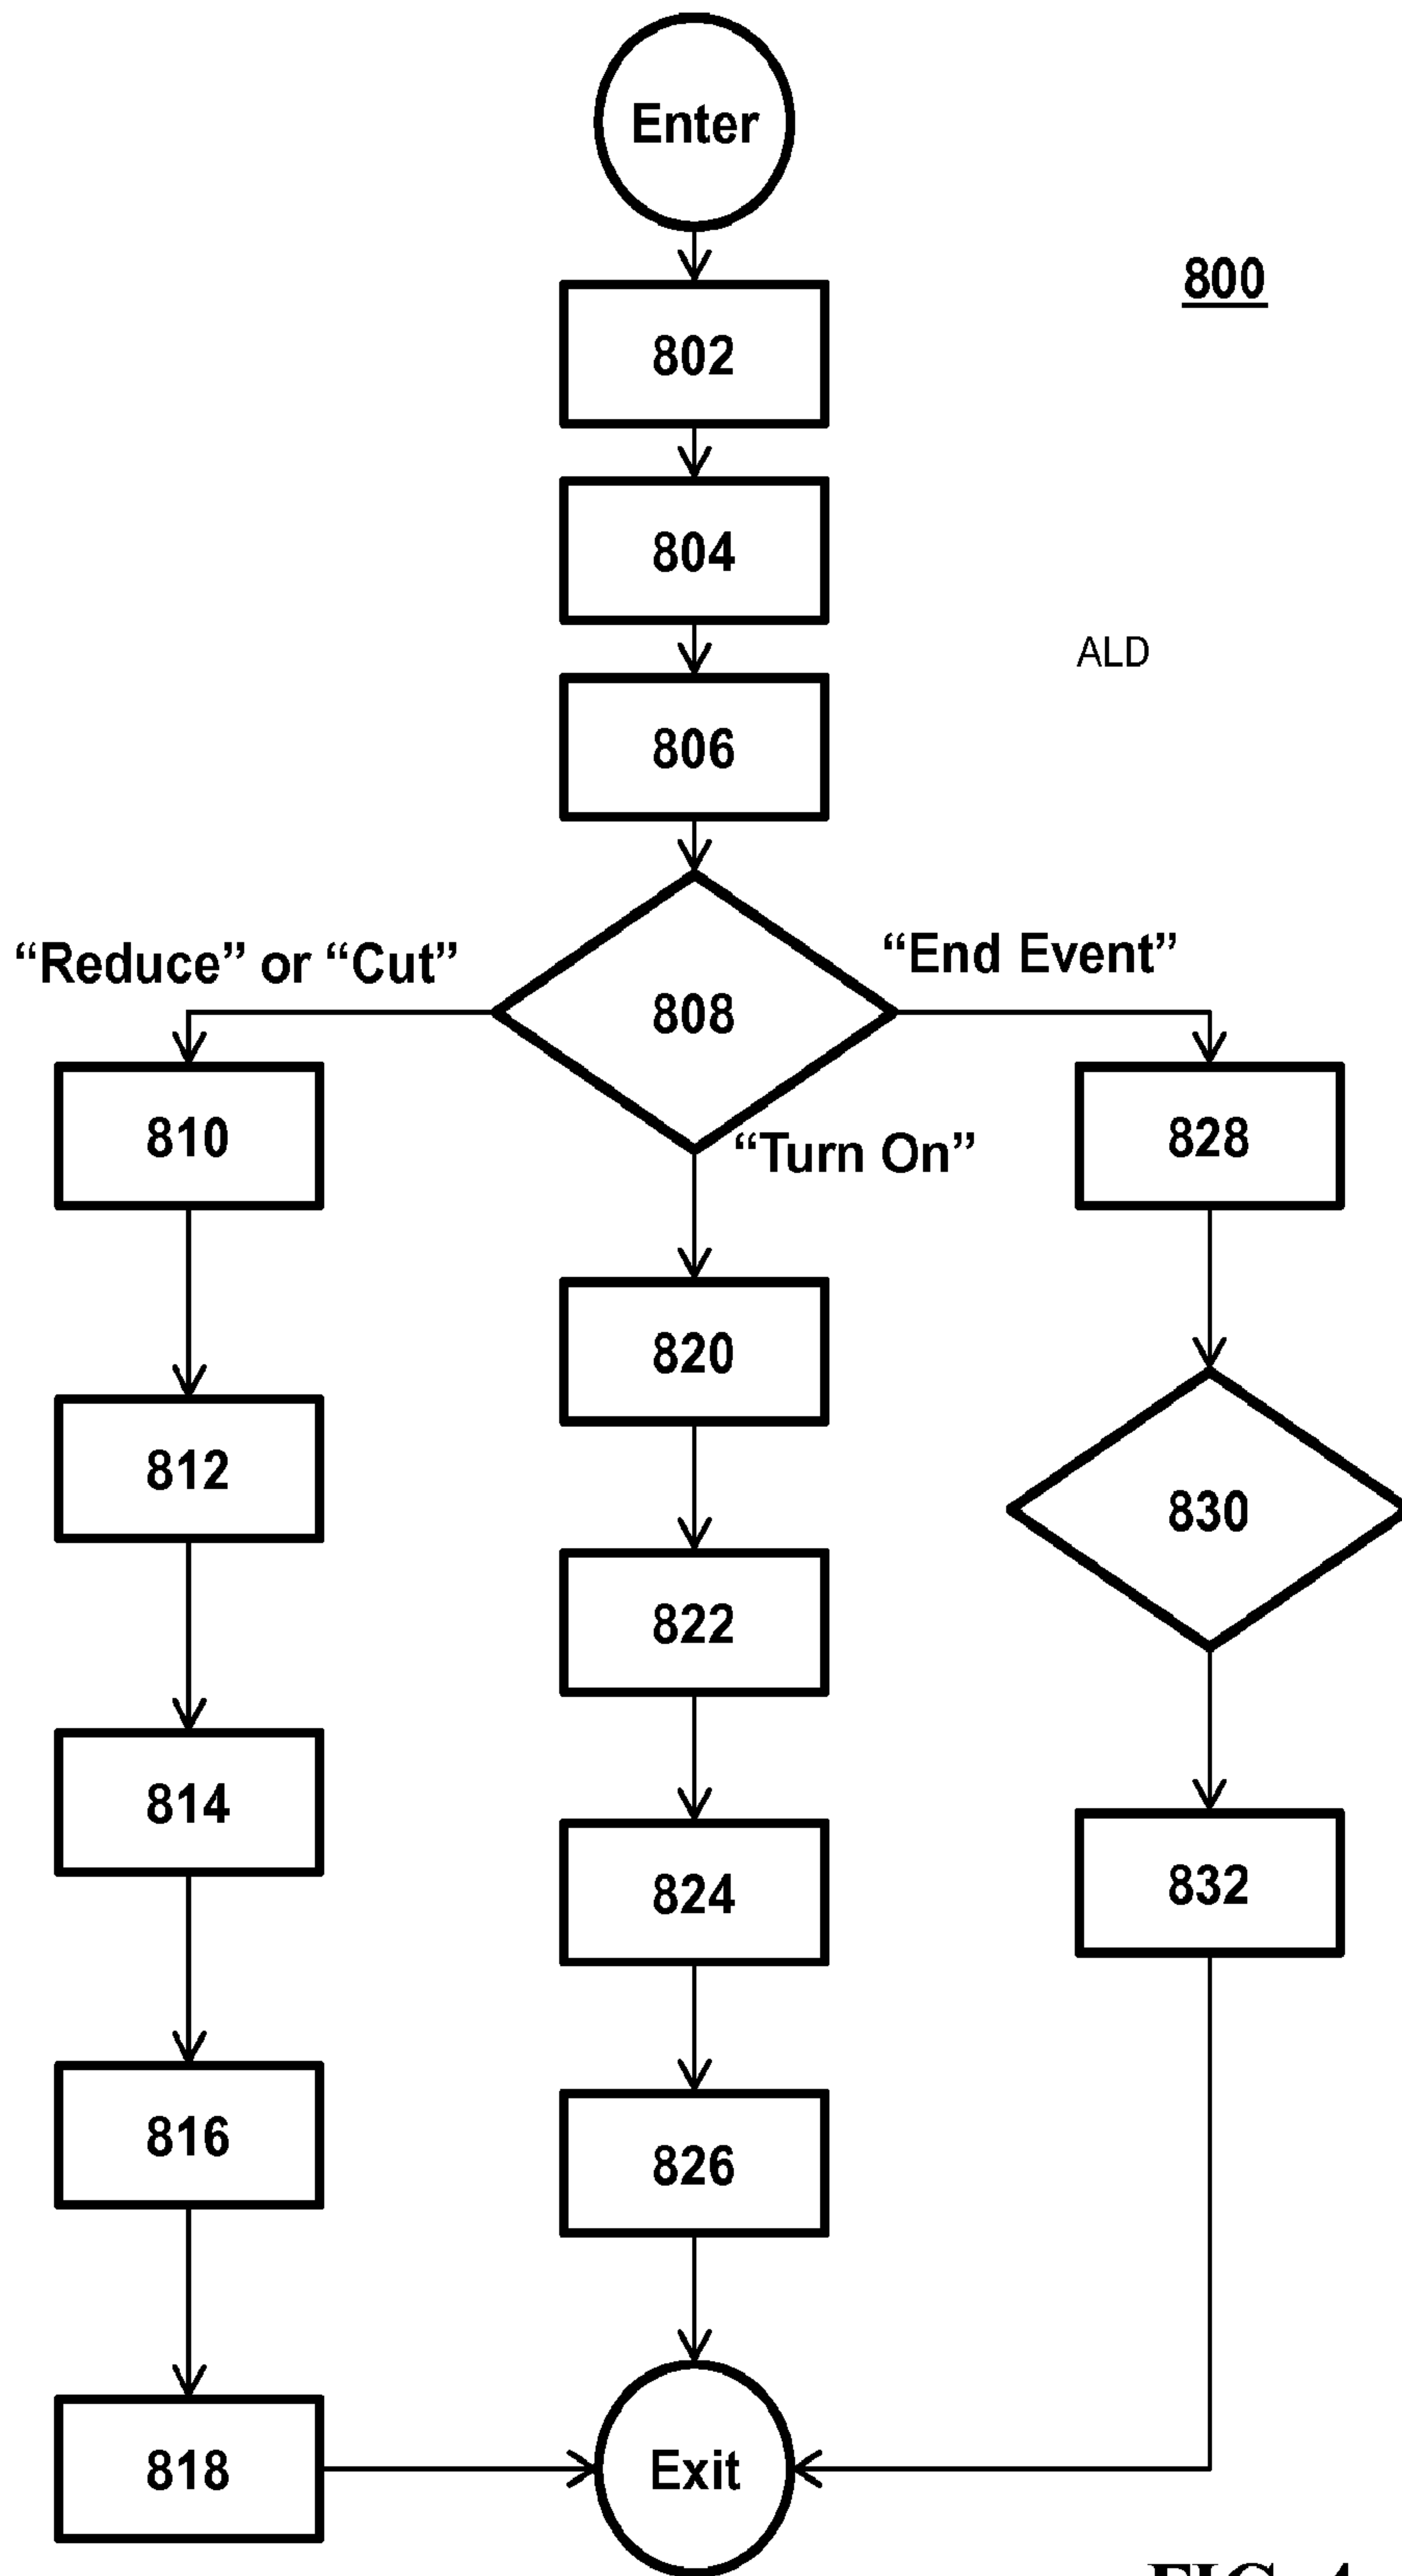 Enter
800
802
804
ALD
806
“Reduce” or “Cut”
“End Event”
808
810
828
“Turn On”
820
812
830
822
814
832
824
816
826
818
Exit